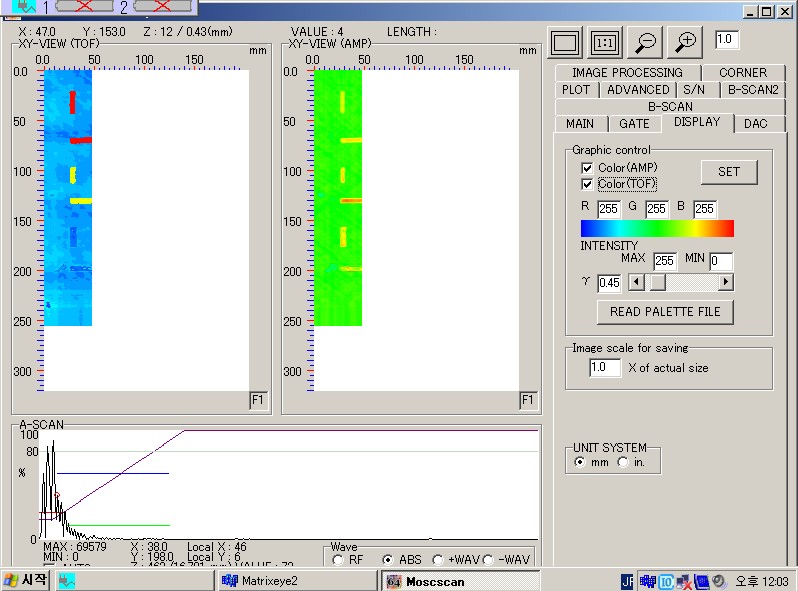 1 2
X : 47.0 Y : 153.0 Z : 12 / 0.43(mm) VALUE : 4 LENGTH :
XY-VIEW (TOF)
mm
0.0 50 100 150
0.0
50
100
150
200
250
300
F1
XY-VIEW (AMP)
mm
0.0 50 100 150
0.0
50
100
150
200
250
300
F1
1:1
1.0
IMAGE PROCESSING CORNER
PLOT ADVANCED S/N B-SCAN2
B-SCAN
MAIN GATE DISPLAY DAC
Graphic control
Color(AMP)
Color(TOF)
SET
R 255 G 255 B 255
INTENSITY
MAX 255 MIN 0
γ 0.45
READ PALETTE FILE
Image scale for saving
1.0 X of actual size
UNIT SYSTEM
mm in.
A-SCAN
100
80
%
0
MAX : 69579 X : 38.0 Local X : 46
MIN : 0 Y : 198.0 Local Y : 6
Wave
RF ABS +WAV -WAV
시작 Matrixeye2 Moscscan
JP 오후 12:03